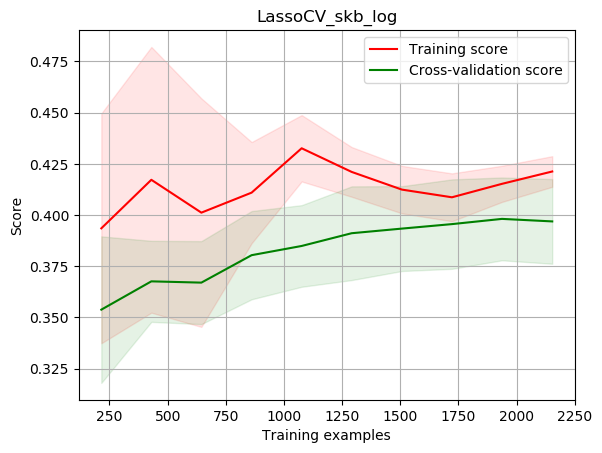 LassoCV_skb_log
Training score
Cross-validation score
Score
0.475
0.450
0.425
0.400
0.375
0.350
0.325
250 500 750 1000 1250 1500 1750 2000 2250
Training examples